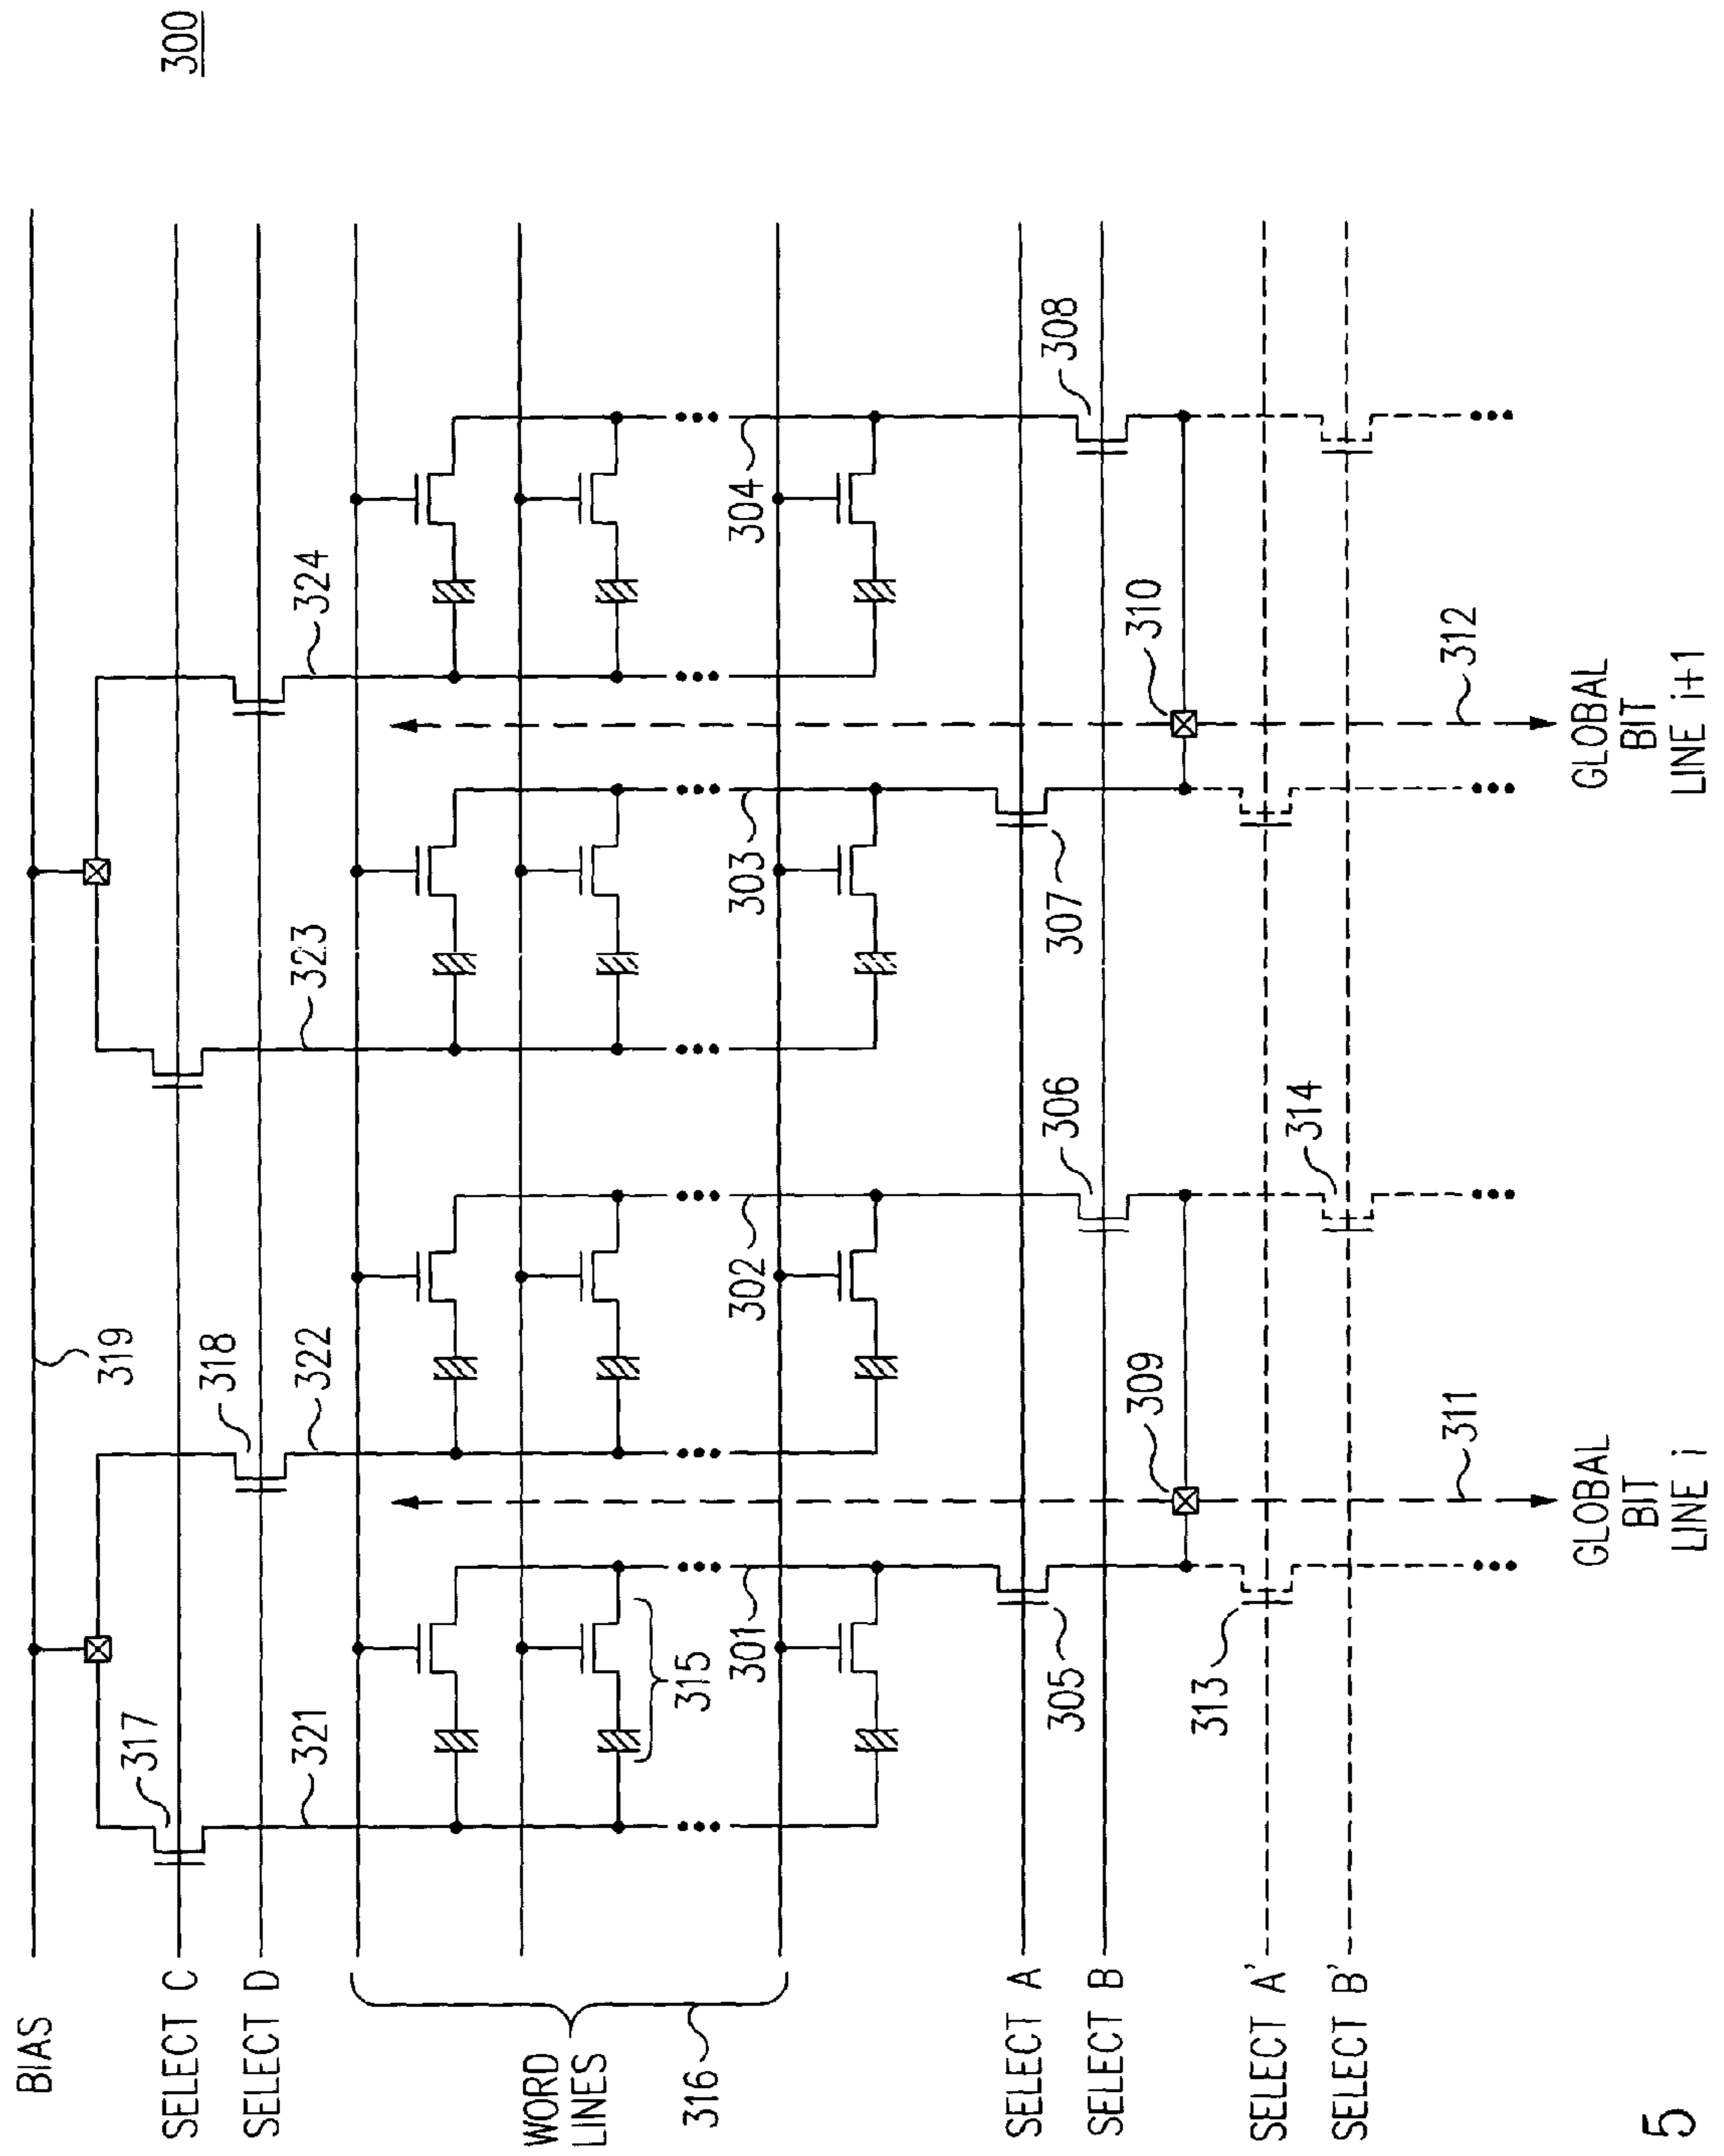 300
BIAS
319
SELECT C
317
318
SELECT D
321
322
323
324
WORD
LINES
316
315
301
302
303
304
SELECT A
305
306
307
308
SELECT B
309
310
SELECT A'
313
314
SELECT B'
311
312
GLOBAL
BIT
LINE i
GLOBAL
BIT
LINE i+1
5